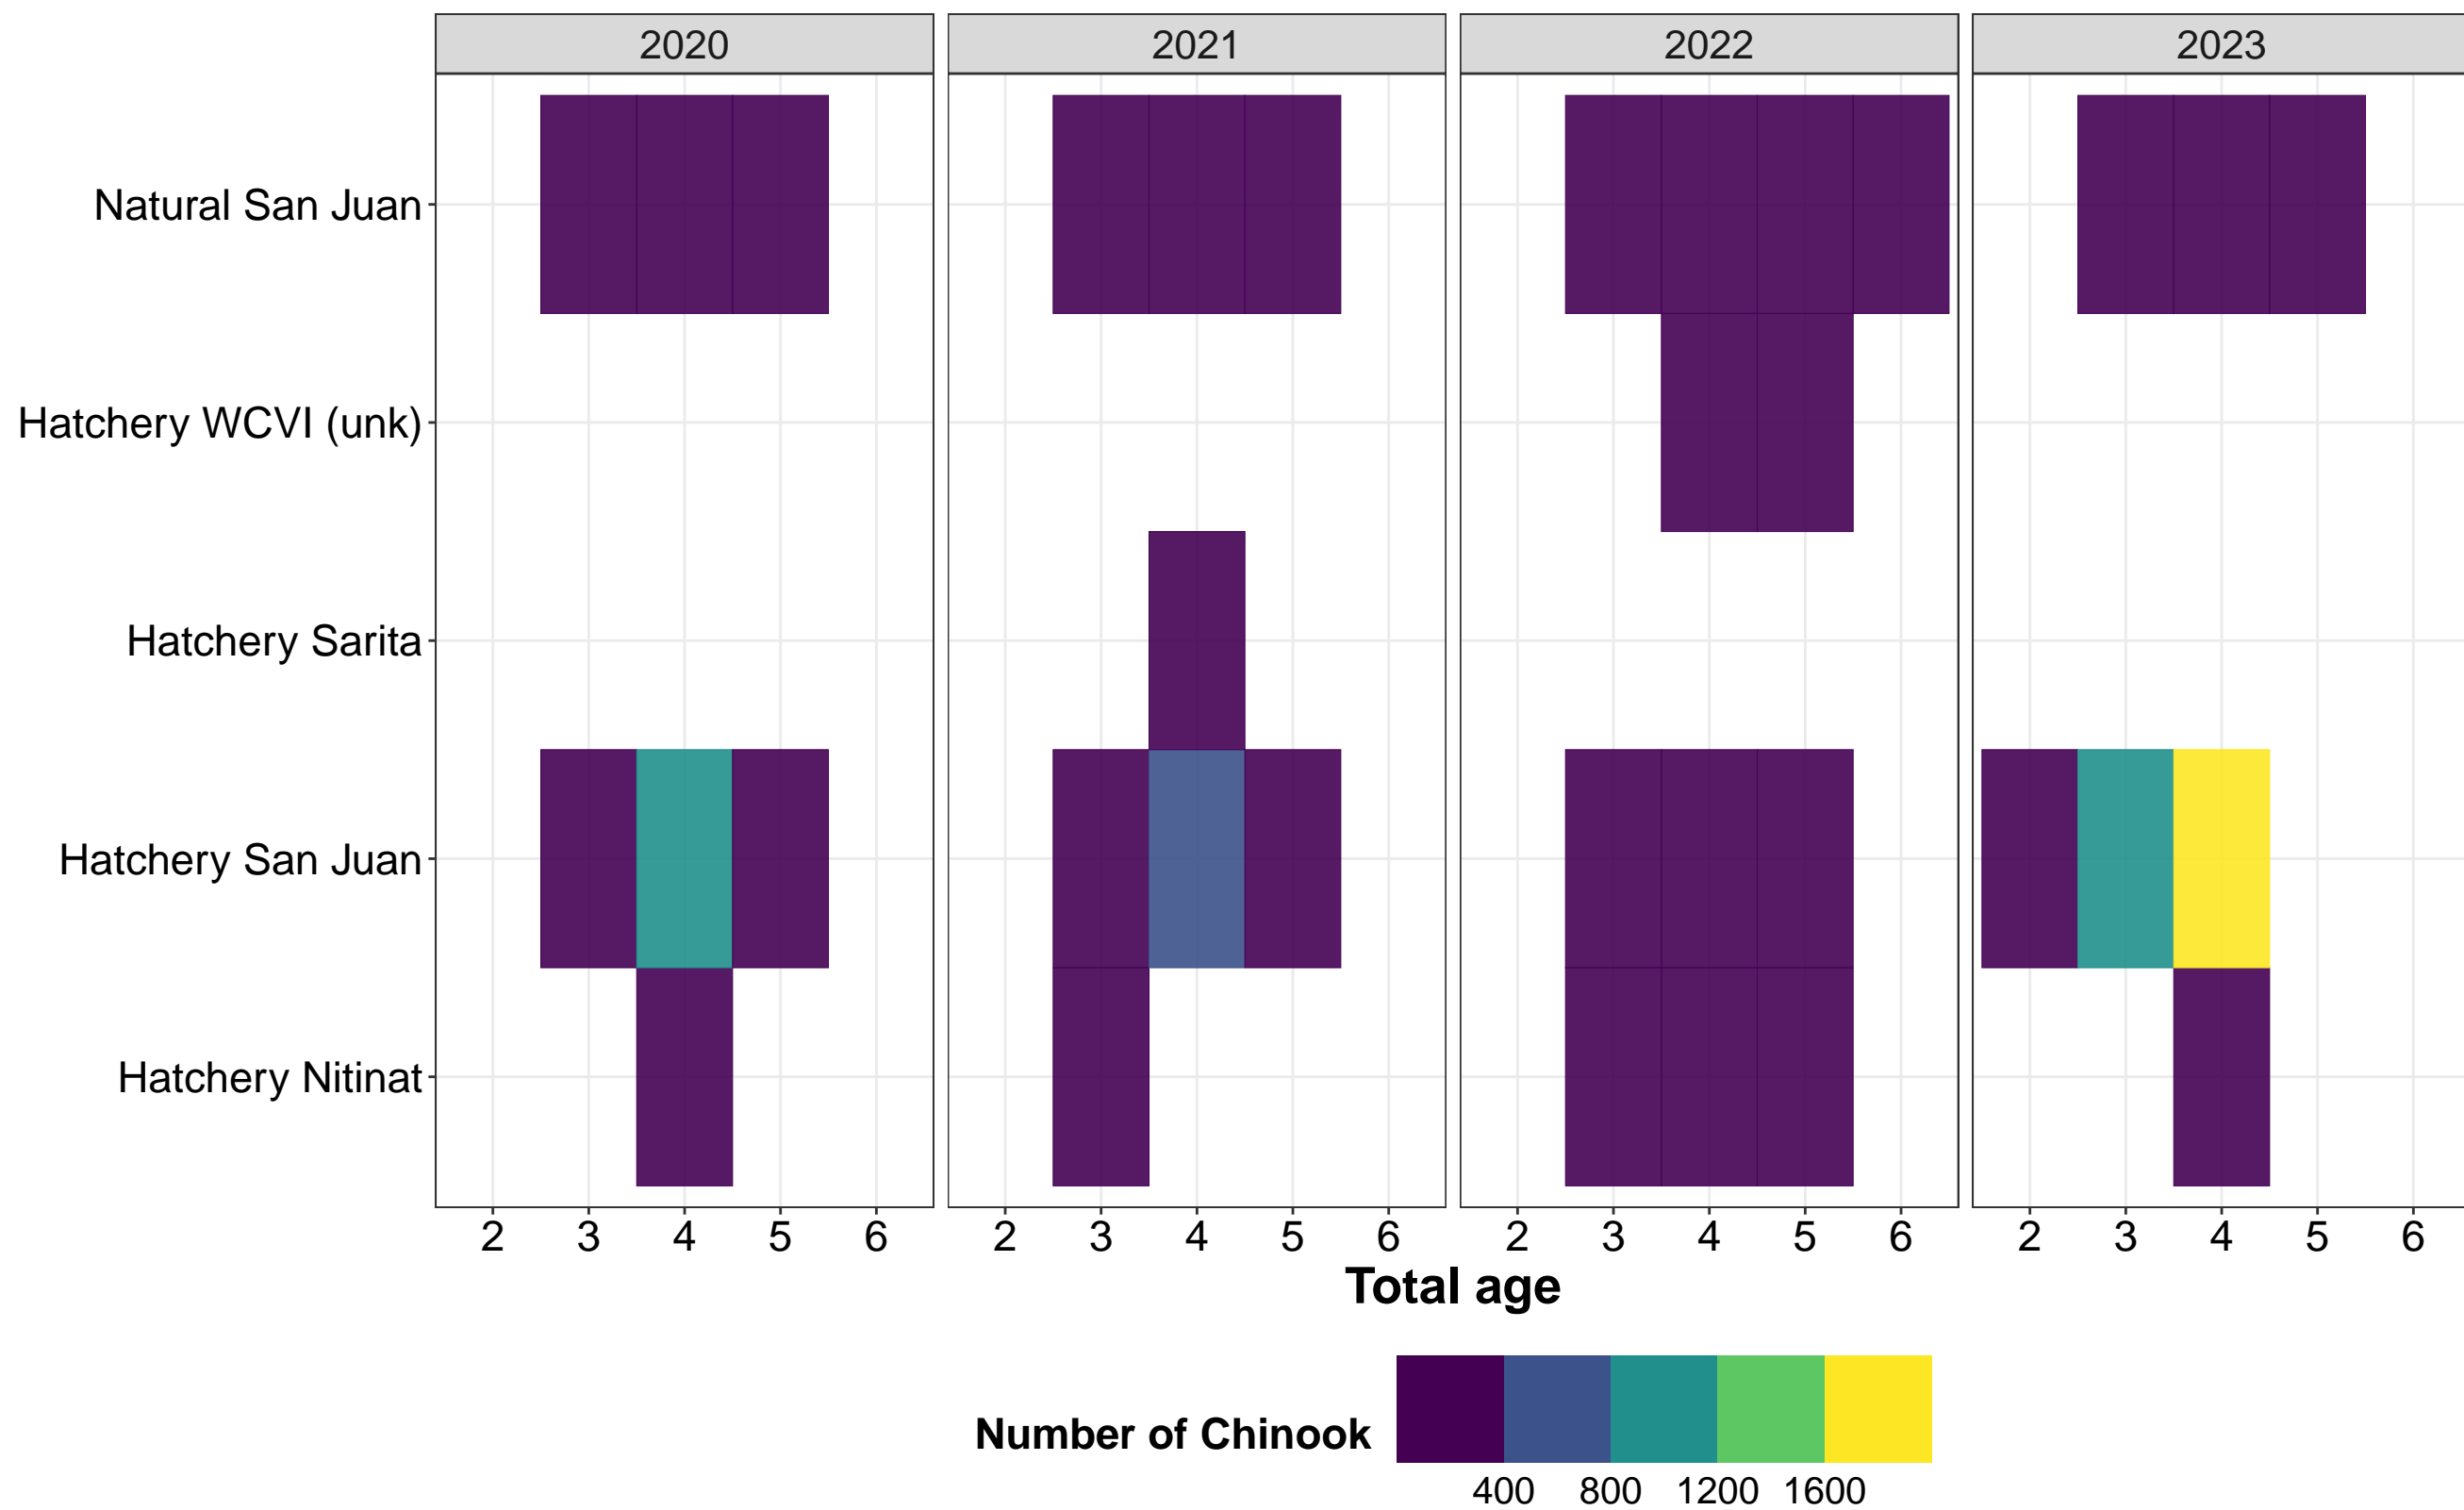 2020 2021 2022 2023
Natural San Juan
Hatchery WCVI (unk)
Hatchery Sarita
Hatchery San Juan
Hatchery Nitinat
2 3 4 5 6 2 3 4 5 6 2 3 4 5 6 2 3 4 5 6
Total age
Number of Chinook
400 800 1200 1600